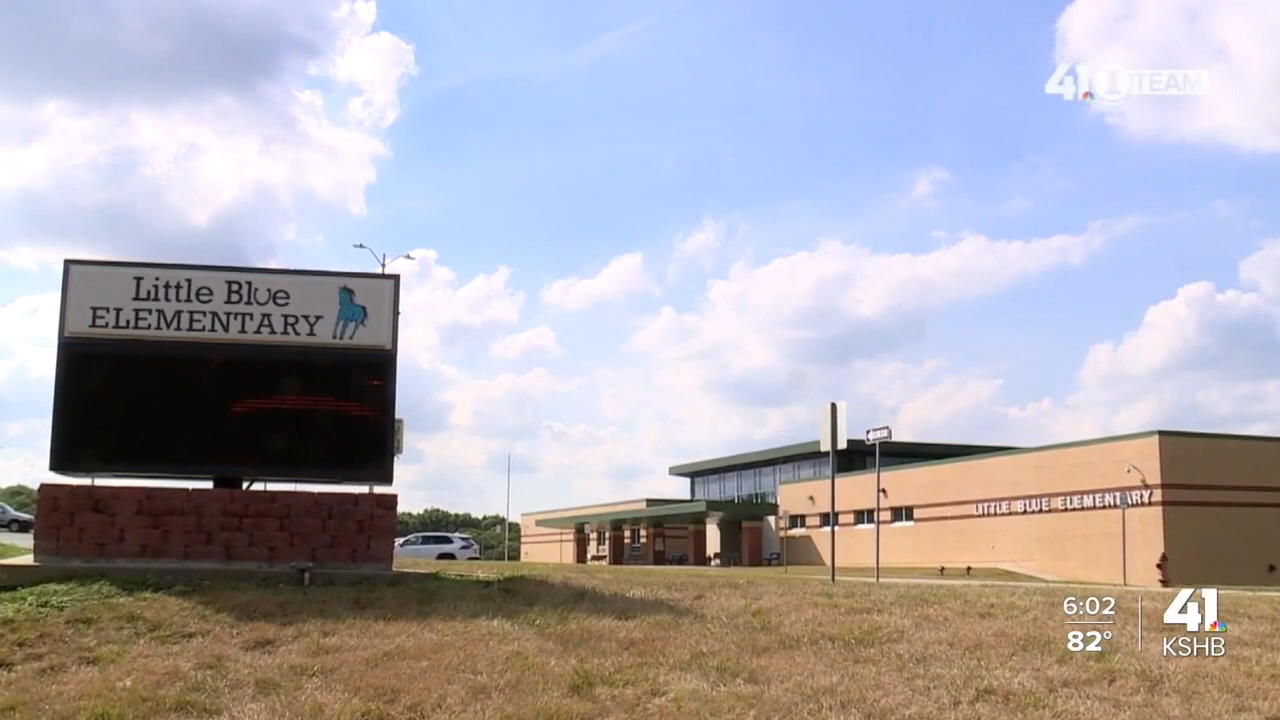 41 I TEAM
Little Blue
ELEMENTARY
LITTLE BLUE ELEMENTARY
6:02
82°
41
KSHB